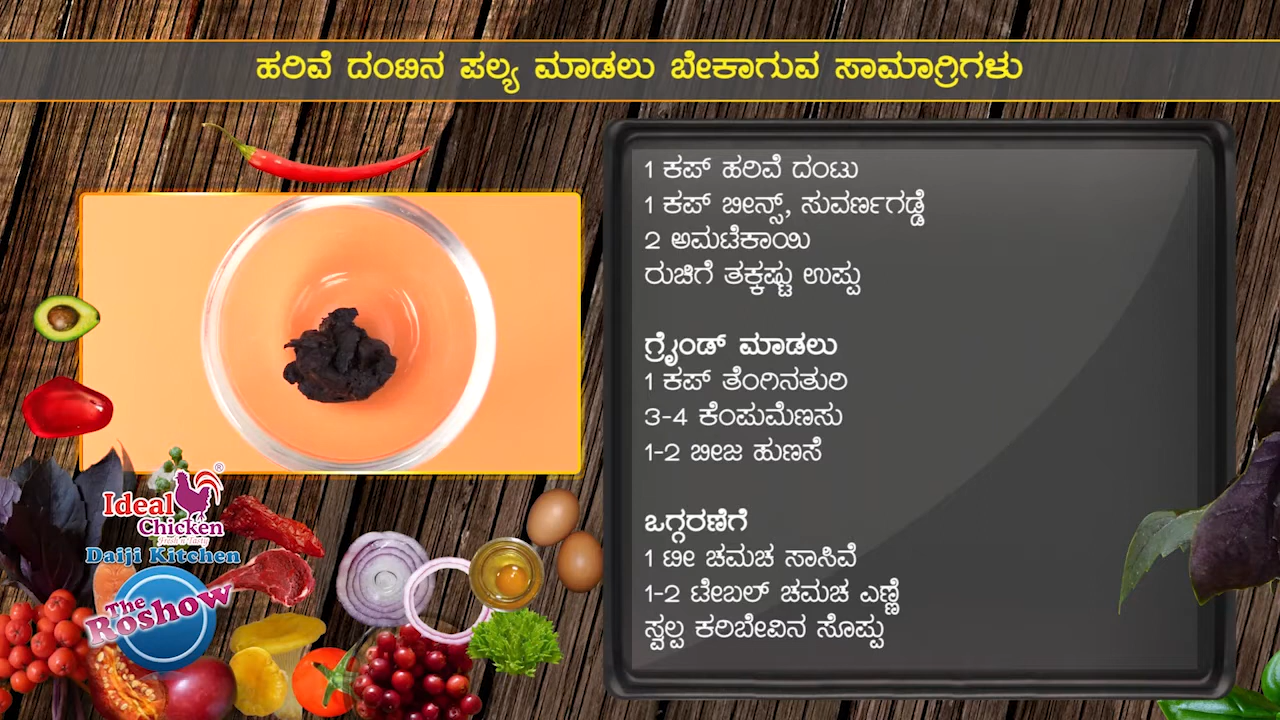 ಹರಿವೆ ದಂಟಿನ ಪಲ್ಯ ಮಾಡಲು ಬೇಕಾಗುವ ಸಾಮಾಗ್ರಿಗಳು
1 ಕಪ್ ಹರಿವೆ ದಂಟು
1 ಕಪ್ ಬೀನ್ಸ್, ಸುವರ್ಣಗಡ್ಡೆ
2 ಅಮಟೆಕಾಯಿ
ರುಚಿಗೆ ತಕ್ಕಷ್ಟು ಉಪ್ಪು
ಗ್ರೈಂಡ್ ಮಾಡಲು
1 ಕಪ್ ತೆಂಗಿನತುರಿ
3-4 ಕೆಂಪುಮೆಣಸು
1-2 ಬೀಜ ಹುಣಸೆ
ಒಗ್ಗರಣೆಗೆ
1 ಟೀ ಚಮಚ ಸಾಸಿವೆ
1-2 ಟೇಬಲ್ ಚಮಚ ಎಣ್ಣೆ
ಸ್ವಲ್ಪ ಕರಿಬೇವಿನ ಸೊಪ್ಪು
Ideal ®
Chicken
Fresh n Tasty
Daiji Kitchen
The
Roshow